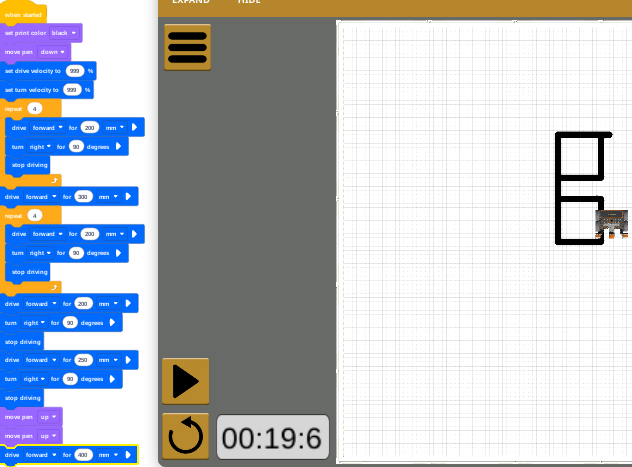 EXPAND HIDE
when started
set print color black
move pen down
set drive velocity to 999 %
set turn velocity to 999 %
repeat 4
drive forward for 200 mm
turn right for 90 degrees
stop driving
drive forward for 300 mm
repeat 4
drive forward for 200 mm
turn right for 90 degrees
stop driving
drive forward for 200 mm
turn right for 90 degrees
stop driving
drive forward for 250 mm
turn right for 90 degrees
stop driving
move pen up
move pen up
drive forward for 400 mm
00:19:6